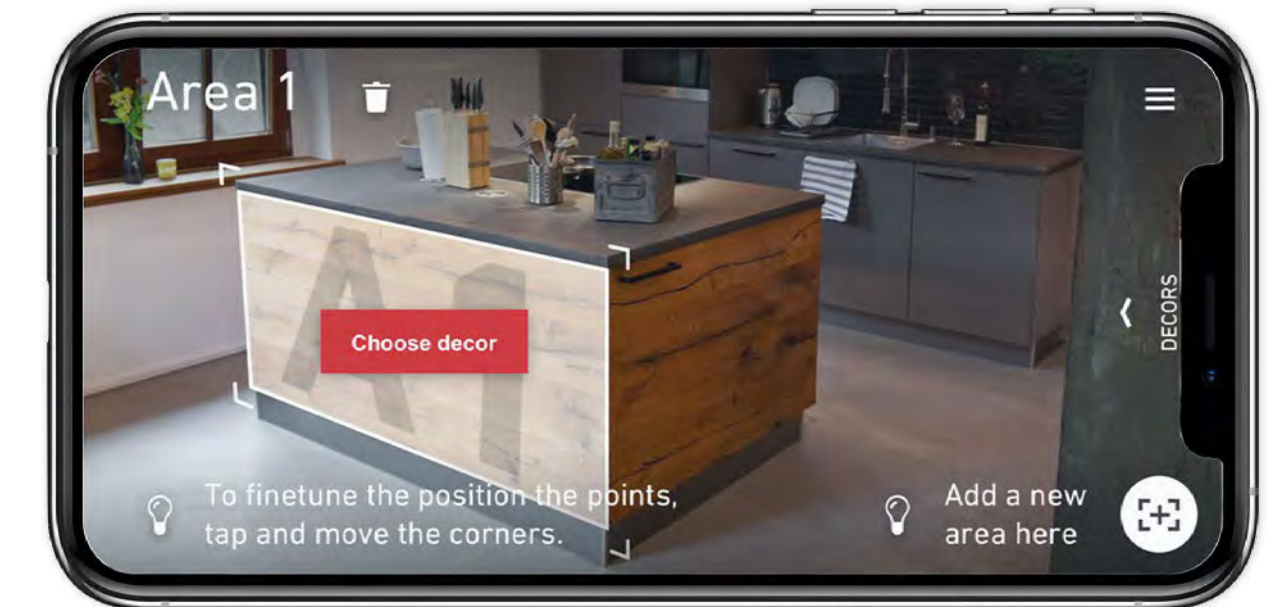 Area 1
A1
Choose decor
DECORS
To finetune the position the points,
tap and move the corners.
Add a new
area here